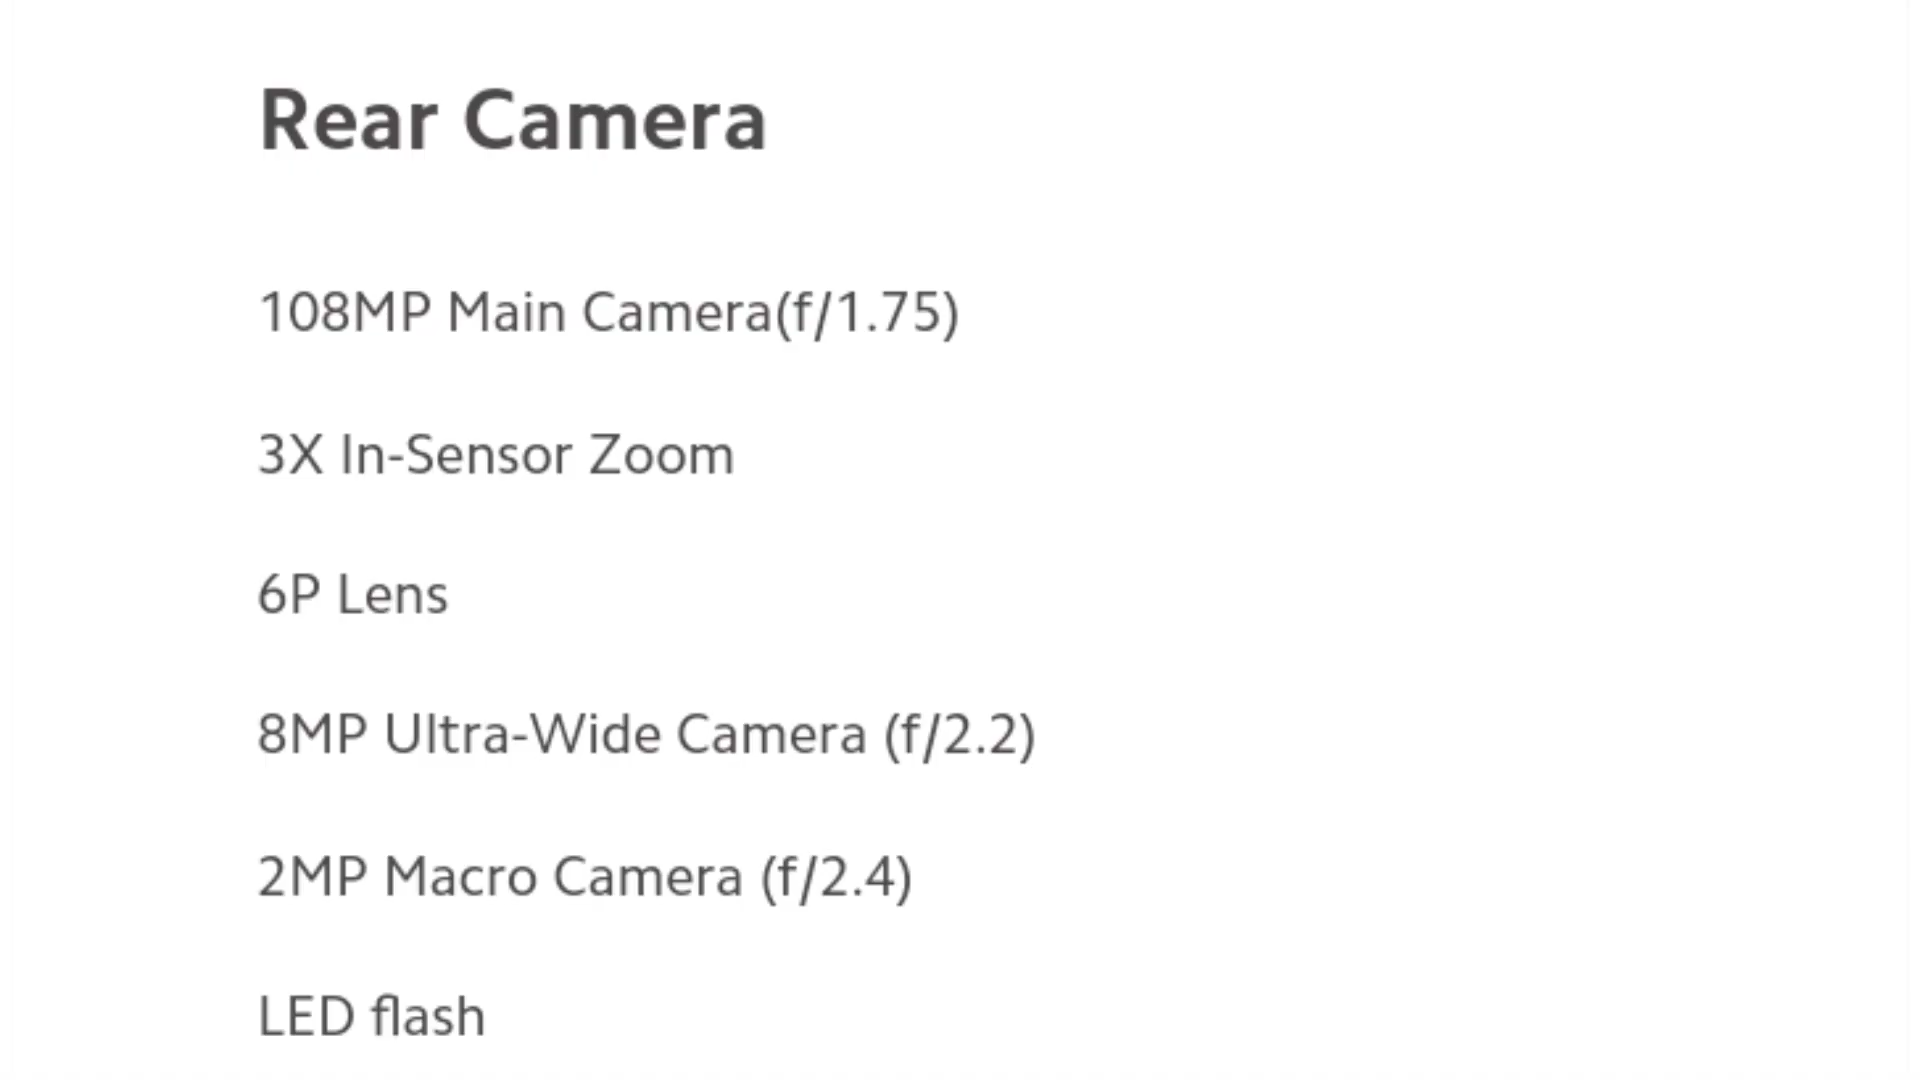 Rear Camera
108MP Main Camera(f/1.75)
3X In-Sensor Zoom
6P Lens
8MP Ultra-Wide Camera (f/2.2)
2MP Macro Camera (f/2.4)
LED flash